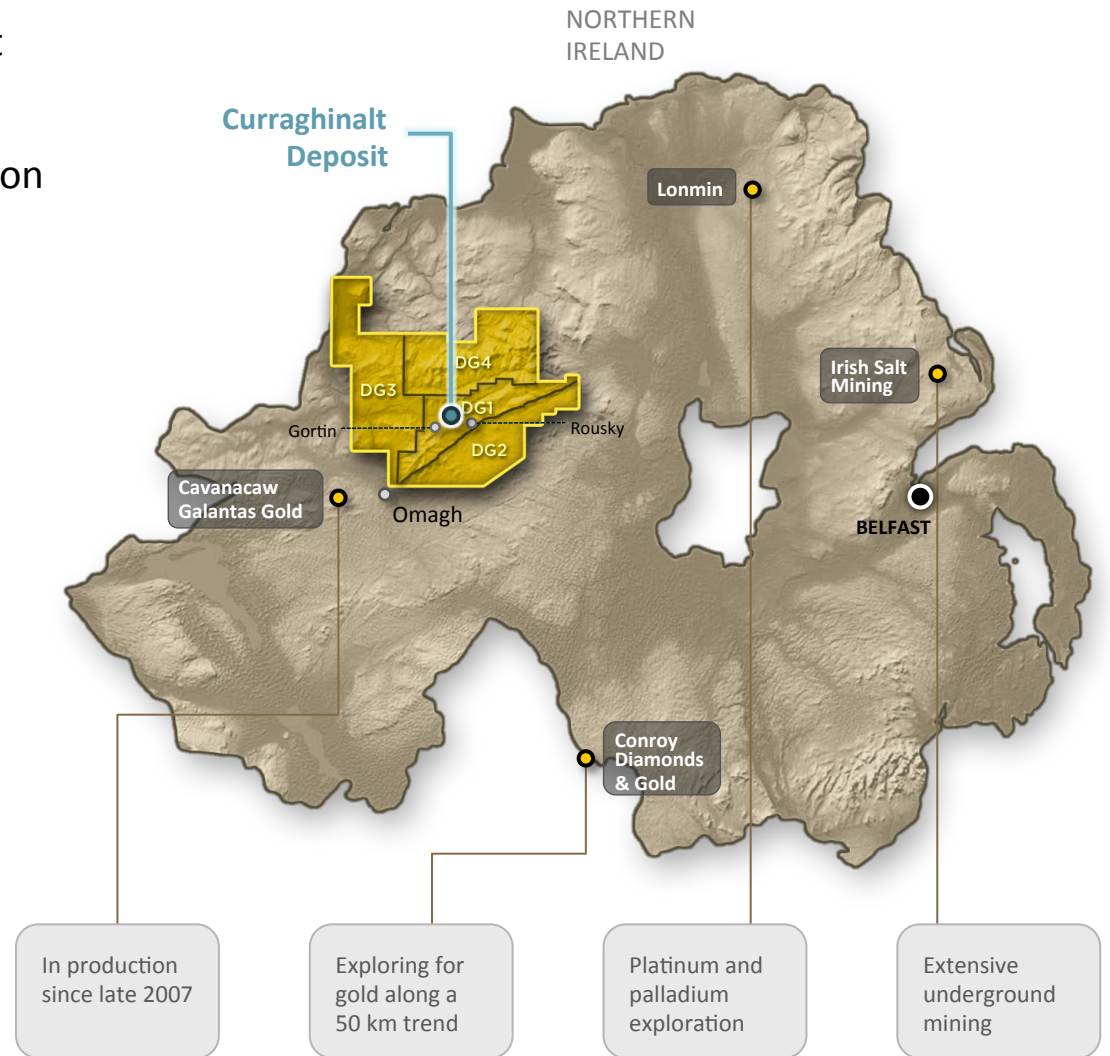 NORTHERN
IRELAND
t
on
Curraghinalt
Deposit
Lonmin
Irish Salt
Mining
DG4
DG3
DG1
Gortin
Rousky
DG2
Cavanacaw
Galantas Gold
Omagh
BELFAST
Conroy
Diamonds
& Gold
In production
since late 2007
Exploring for
gold along a
50 km trend
Platinum and
palladium
exploration
Extensive
underground
mining